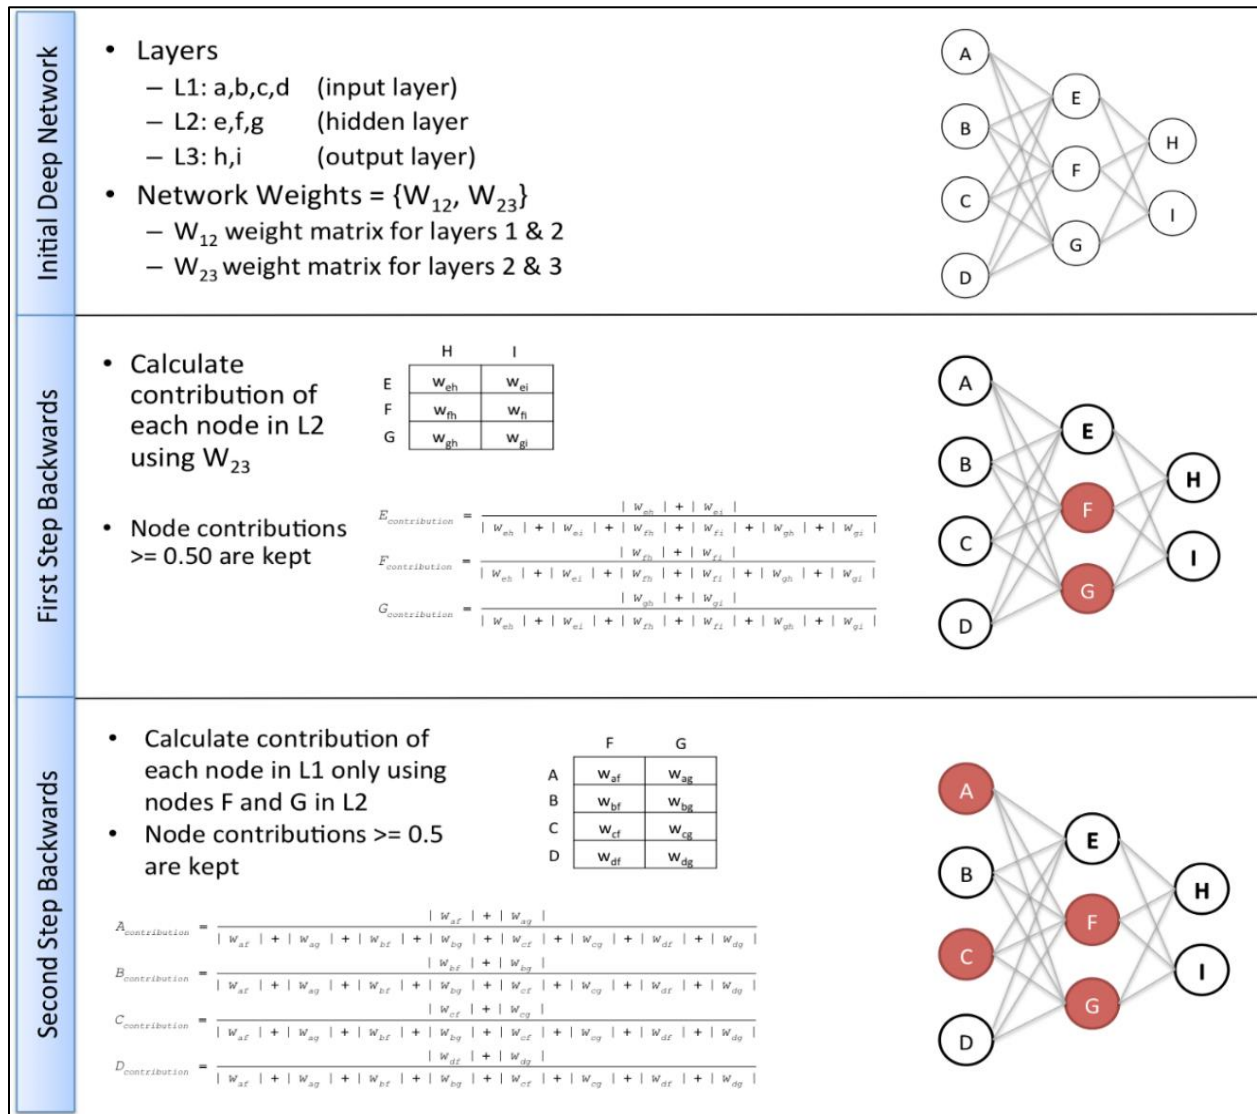 Initial Deep Network
• Layers
– L1: a,b,c,d (input layer)
– L2: e,f,g (hidden layer
– L3: h,i (output layer)
• Network Weights = {W12, W23}
– W12 weight matrix for layers 1 & 2
– W23 weight matrix for layers 2 & 3
A
B
C
D
E
F
G
H
I
First Step Backwards
• Calculate
contribution of
each node in L2
using W23
• Node contributions
>= 0.50 are kept
H I
E weh wei
F wfh wfi
G wgh wgi
Econtribution = | Weh | + | Wei |
| Weh | + | Wei | + | Wfh | + | Wfi | + | Wgh | + | Wgi |
Fcontribution = | Wfh | + | Wfi |
| Weh | + | Wei | + | Wfh | + | Wfi | + | Wgh | + | Wgi |
Gcontribution = | Wgh | + | Wgi |
| Weh | + | Wei | + | Wfh | + | Wfi | + | Wgh | + | Wgi |
A
B
C
D
E
F
G
H
I
Second Step Backwards
• Calculate contribution of
each node in L1 only using
nodes F and G in L2
• Node contributions >= 0.5
are kept
F G
A waf wag
B wbf wbg
C wcf wcg
D wdf wdg
Acontribution = | Waf | + | Wag |
| Waf | + | Wag | + | Wbf | + | Wbg | + | Wcf | + | Wcg | + | Wdf | + | Wdg |
Bcontribution = | Wbf | + | Wbg |
| Waf | + | Wag | + | Wbf | + | Wbg | + | Wcf | + | Wcg | + | Wdf | + | Wdg |
Ccontribution = | Wcf | + | Wcg |
| Waf | + | Wag | + | Wbf | + | Wbg | + | Wcf | + | Wcg | + | Wdf | + | Wdg |
Dcontribution = | Wdf | + | Wdg |
| Waf | + | Wag | + | Wbf | + | Wbg | + | Wcf | + | Wcg | + | Wdf | + | Wdg |
A
B
C
D
E
F
G
H
I